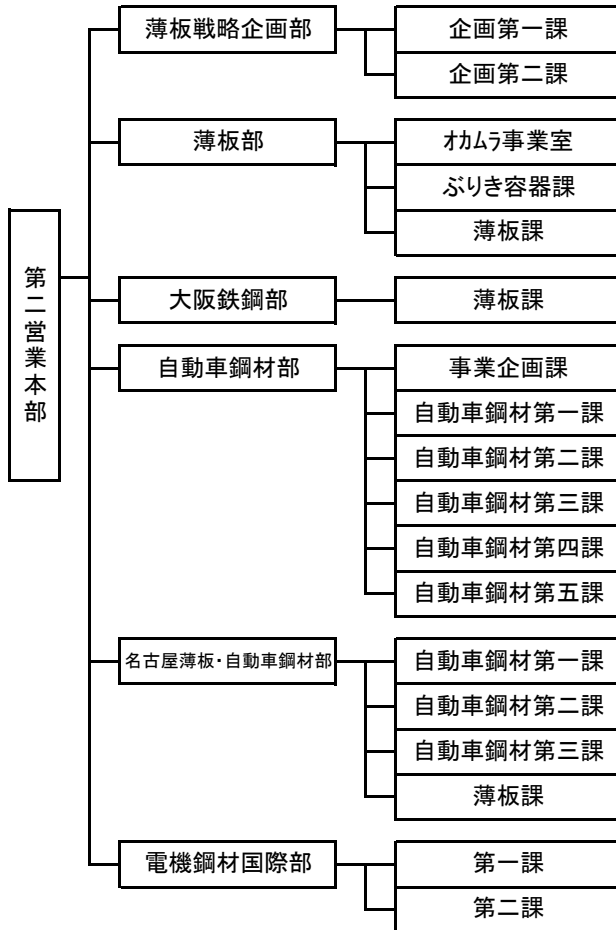 第二営業本部
薄板戦略企画部
企画第一課
企画第二課
薄板部
オカムラ事業室
ぶりき容器課
薄板課
大阪鉄鋼部
薄板課
自動車鋼材部
事業企画課
自動車鋼材第一課
自動車鋼材第二課
自動車鋼材第三課
自動車鋼材第四課
自動車鋼材第五課
名古屋薄板・自動車鋼材部
自動車鋼材第一課
自動車鋼材第二課
自動車鋼材第三課
薄板課
電機鋼材国際部
第一課
第二課